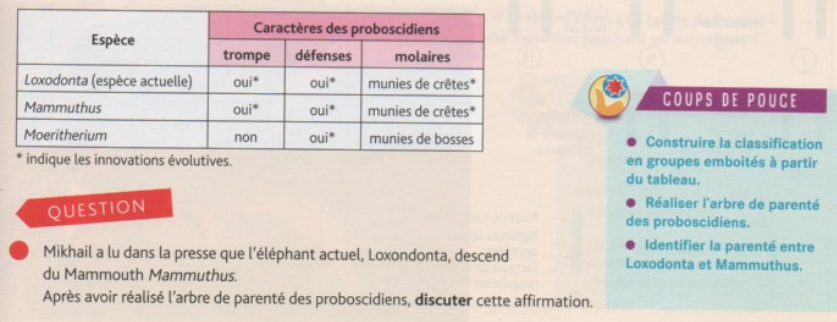 Espèce
Caractères des proboscidiens
trompe défenses molaires
Loxodonta (espèce actuelle) oui* oui* munies de crêtes*
Mammuthus oui* oui* munies de crêtes*
Moeritherium non oui* munies de bosses
* indique les innovations évolutives.
QUESTION
Mikhail a lu dans la presse que l'éléphant actuel, Loxondonta, descend
du Mammouth Mammuthus.
Après avoir réalisé l'arbre de parenté des proboscidiens, discuter cette affirmation.
COUPS DE POUCE
Construire la classification
en groupes emboités à partir
du tableau.
Réaliser l'arbre de parenté
des proboscidiens.
Identifier la parenté entre
Loxodonta et Mammuthus.